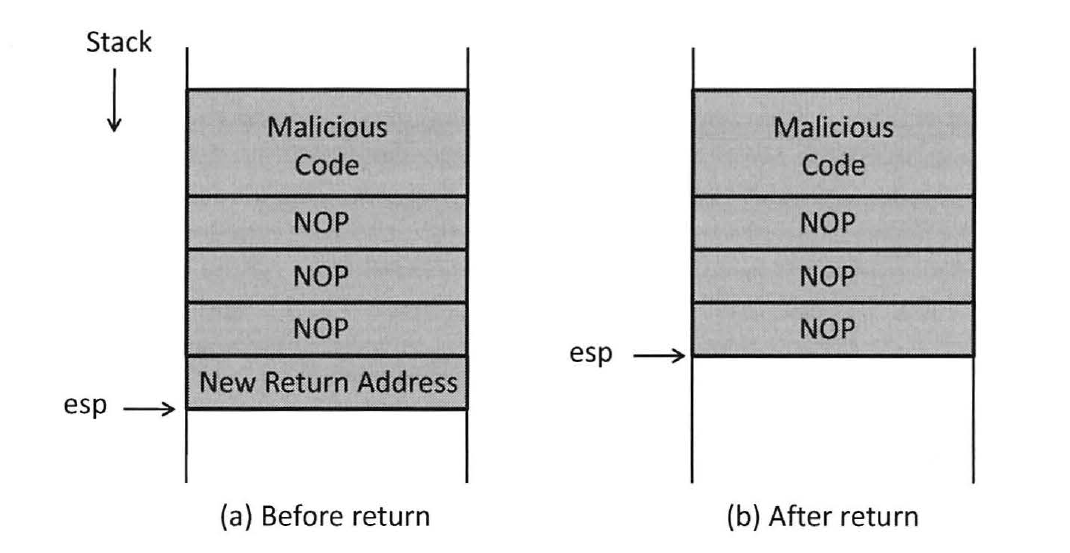 Stack
Malicious
Code
NOP
NOP
NOP
New Return Address
esp
(a) Before return
Malicious
Code
NOP
NOP
NOP
esp
(b) After return